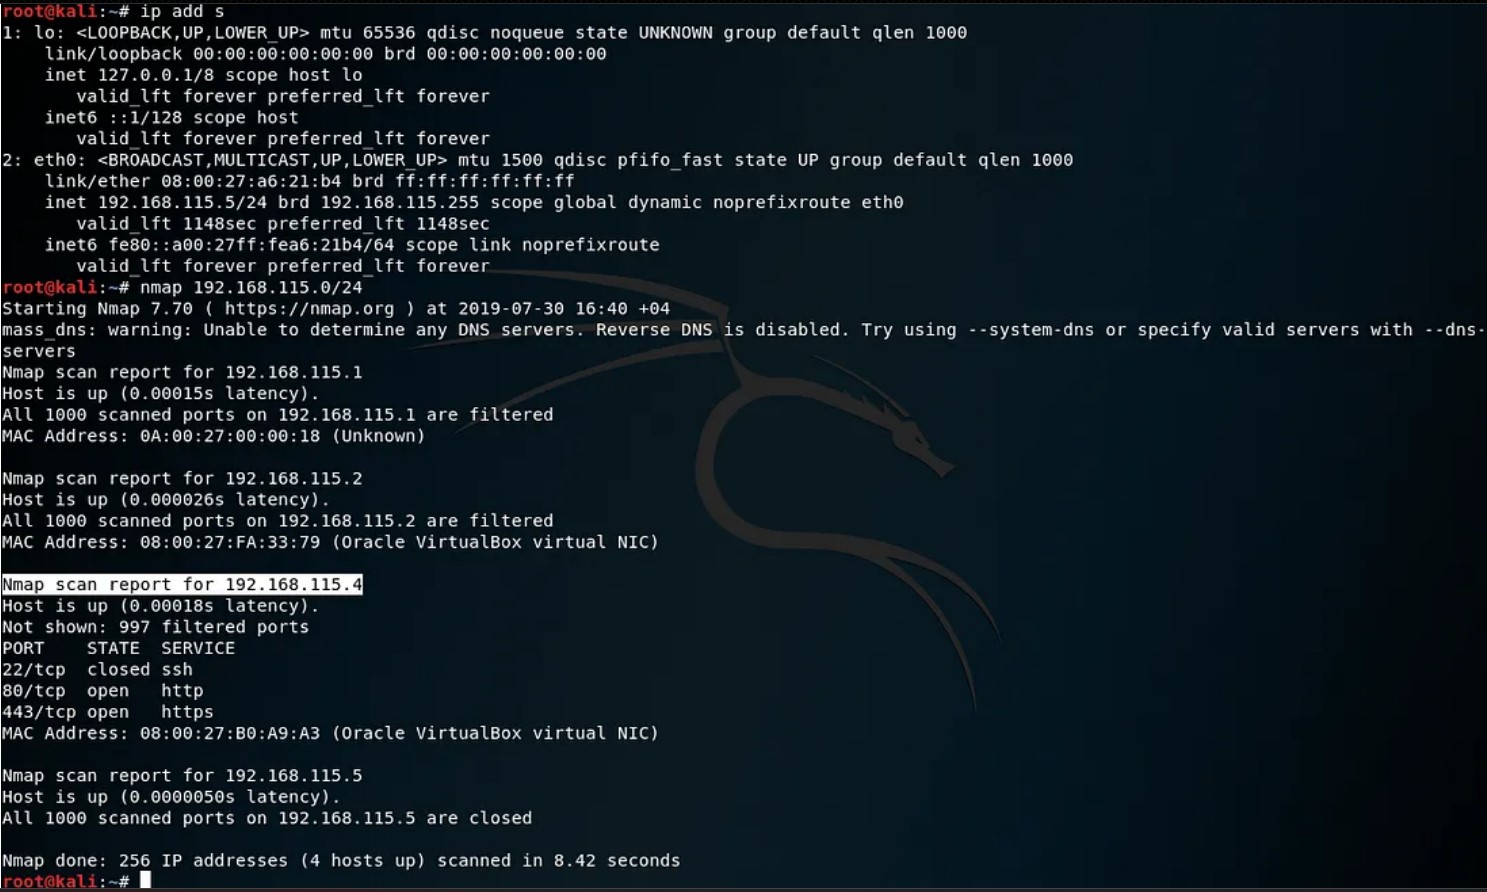 root@kali:~# ip add s
1: lo: <LOOPBACK,UP,LOWER_UP> mtu 65536 qdisc noqueue state UNKNOWN group default qlen 1000
    link/loopback 00:00:00:00:00:00 brd 00:00:00:00:00:00
    inet 127.0.0.1/8 scope host lo
       valid_lft forever preferred_lft forever
    inet6 ::1/128 scope host
       valid_lft forever preferred_lft forever
2: eth0: <BROADCAST,MULTICAST,UP,LOWER_UP> mtu 1500 qdisc pfifo_fast state UP group default qlen 1000
    link/ether 08:00:27:a6:21:b4 brd ff:ff:ff:ff:ff:ff
    inet 192.168.115.5/24 brd 192.168.115.255 scope global dynamic noprefixroute eth0
       valid_lft 1148sec preferred_lft 1148sec
    inet6 fe80::a00:27ff:fea6:21b4/64 scope link noprefixroute
       valid_lft forever preferred_lft forever
root@kali:~# nmap 192.168.115.0/24
Starting Nmap 7.70 ( https://nmap.org ) at 2019-07-30 16:40 +04
mass_dns: warning: Unable to determine any DNS servers. Reverse DNS is disabled. Try using --system-dns or specify valid servers with --dns-
servers
Nmap scan report for 192.168.115.1
Host is up (0.00015s latency).
All 1000 scanned ports on 192.168.115.1 are filtered
MAC Address: 0A:00:27:00:00:18 (Unknown)

Nmap scan report for 192.168.115.2
Host is up (0.000026s latency).
All 1000 scanned ports on 192.168.115.2 are filtered
MAC Address: 08:00:27:FA:33:79 (Oracle VirtualBox virtual NIC)

Nmap scan report for 192.168.115.4
Host is up (0.00018s latency).
Not shown: 997 filtered ports
PORT    STATE  SERVICE
22/tcp  closed ssh
80/tcp  open   http
443/tcp open   https
MAC Address: 08:00:27:B0:A9:A3 (Oracle VirtualBox virtual NIC)

Nmap scan report for 192.168.115.5
Host is up (0.0000050s latency).
All 1000 scanned ports on 192.168.115.5 are closed

Nmap done: 256 IP addresses (4 hosts up) scanned in 8.42 seconds
root@kali:~#